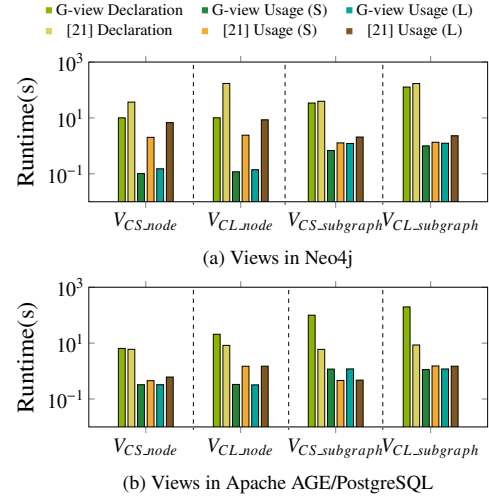 G-view Declaration G-view Usage (S) G-view Usage (L)
[21] Declaration [21] Usage (S) [21] Usage (L)
Runtime(s)
10^3
10^1
10^−1
V_CS_node V_CL_node V_CS_subgraph V_CL_subgraph
(a) Views in Neo4j
Runtime(s)
10^3
10^1
10^−1
V_CS_node V_CL_node V_CS_subgraph V_CL_subgraph
(b) Views in Apache AGE/PostgreSQL